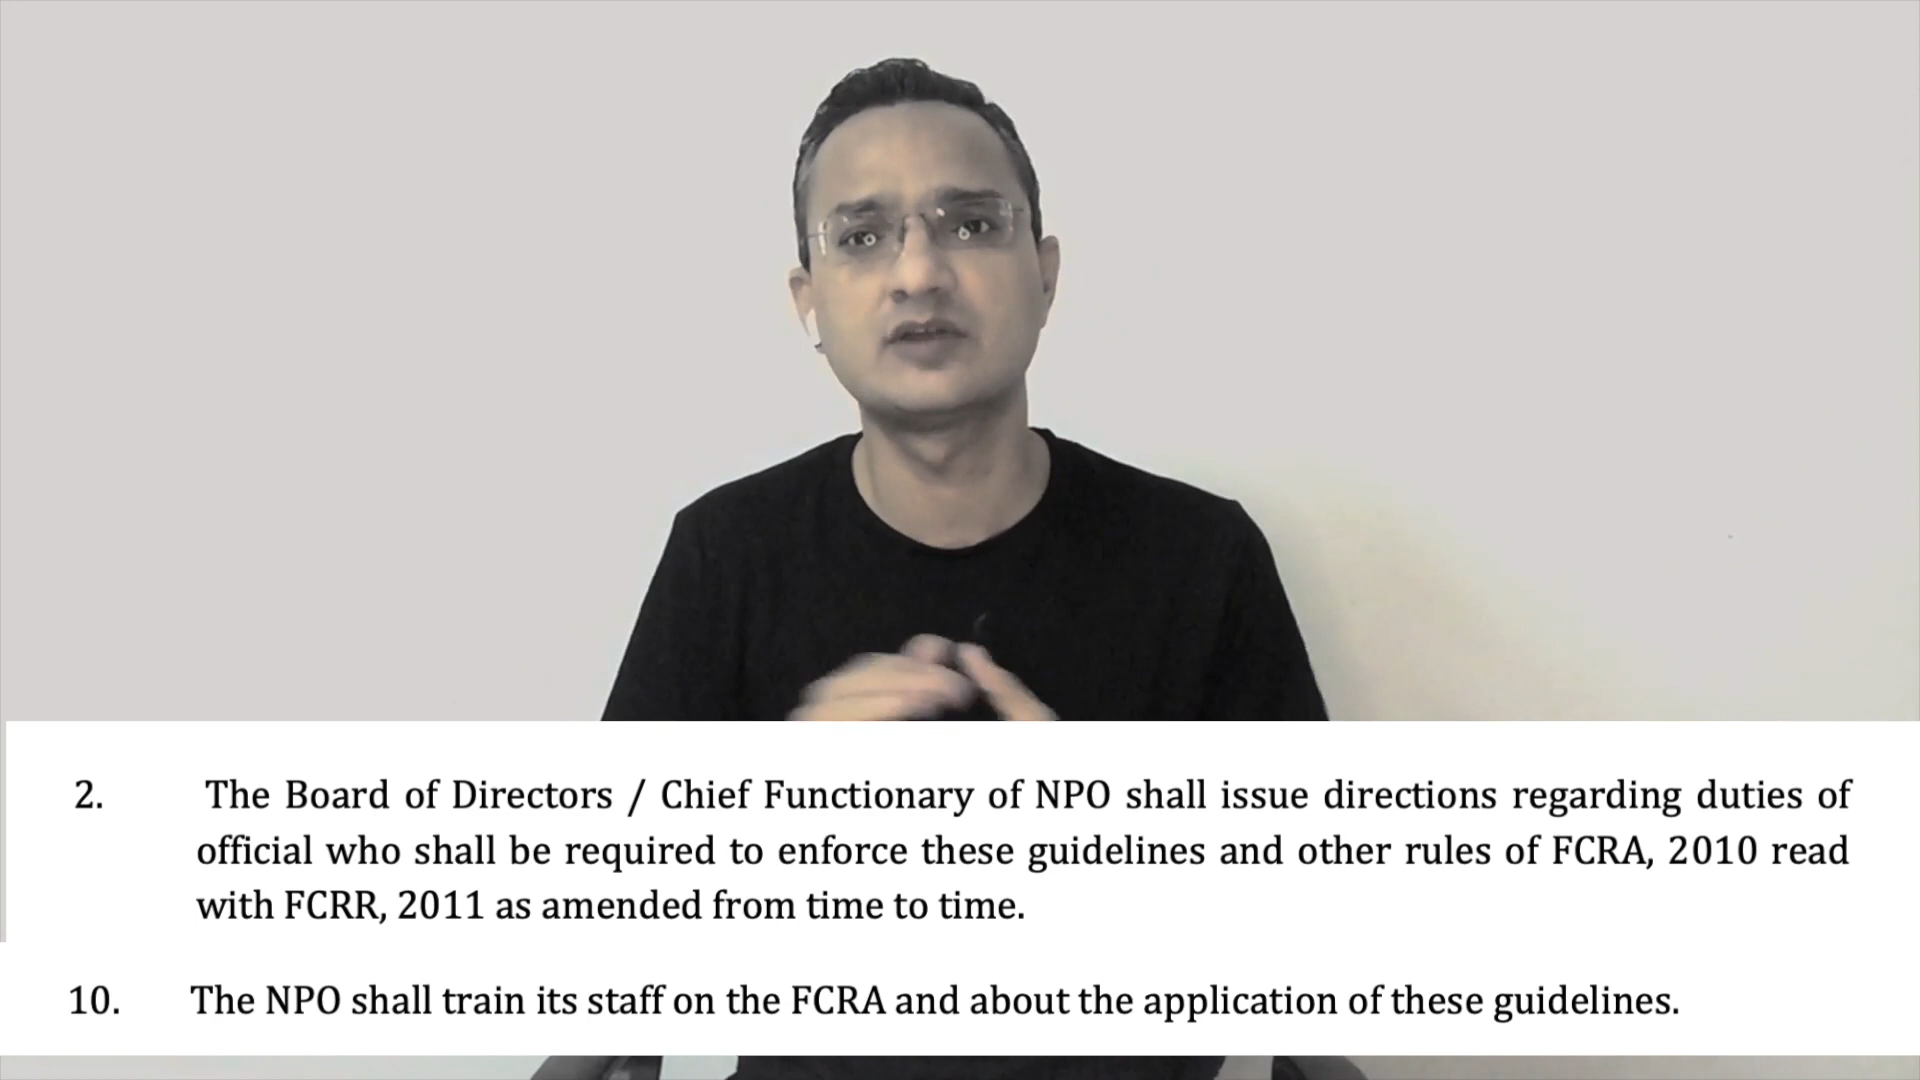 2. The Board of Directors / Chief Functionary of NPO shall issue directions regarding duties of
official who shall be required to enforce these guidelines and other rules of FCRA, 2010 read
with FCRR, 2011 as amended from time to time.
10. The NPO shall train its staff on the FCRA and about the application of these guidelines.